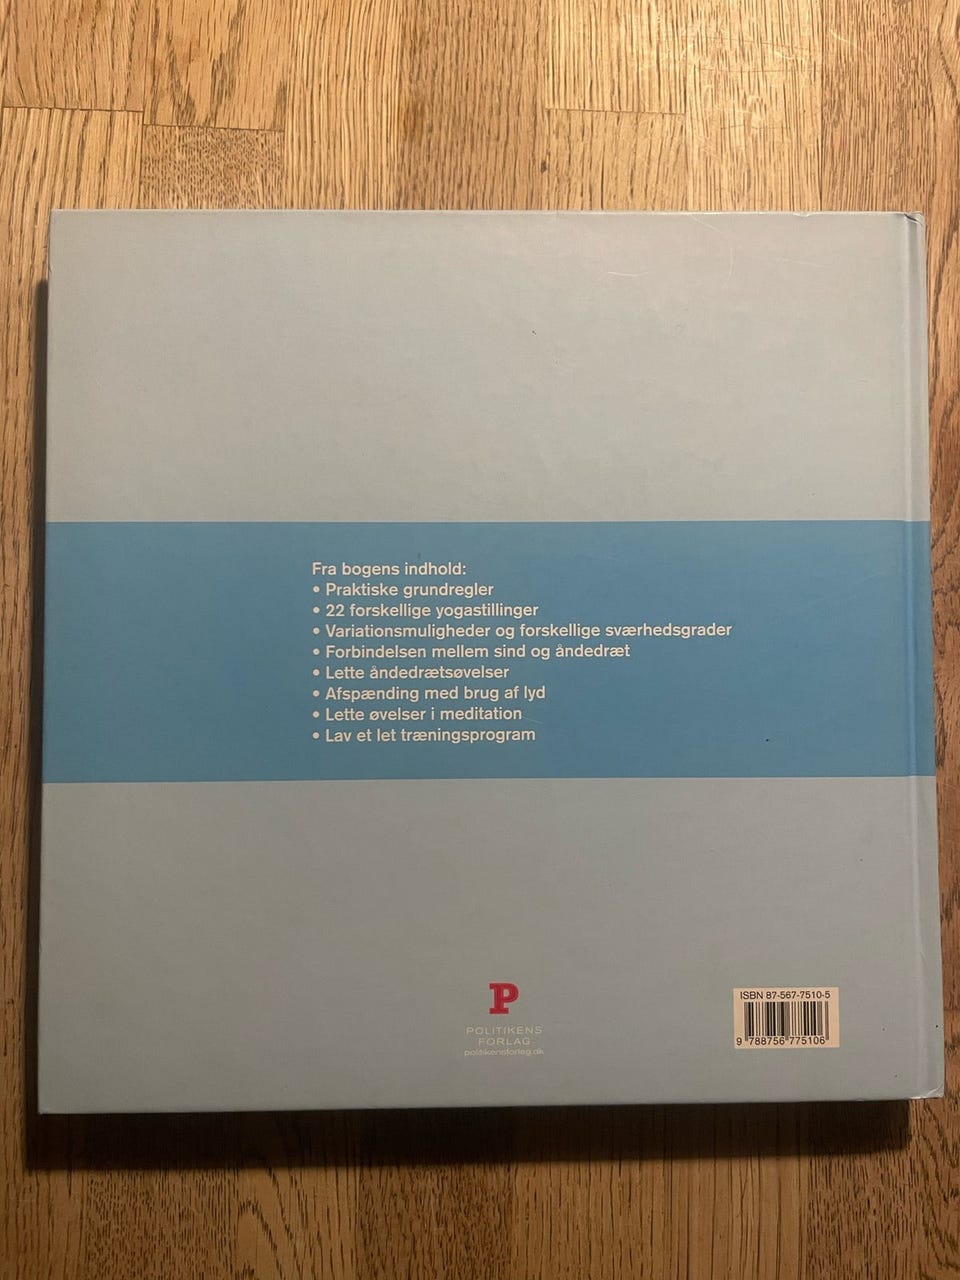 Fra bogens indhold:
• Praktiske grundregler
• 22 forskellige yogastillinger
• Variationsmuligheder og forskellige sværhedsgrader
• Forbindelsen mellem sind og åndedræt
• Lette åndedrætsøvelser
• Afspænding med brug af lyd
• Lette øvelser i meditation
• Lav et let træningsprogram
P
POLITIKENS
FORLAG
politikensforlag.dk
ISBN 87-567-7510-5
9 788756 775106